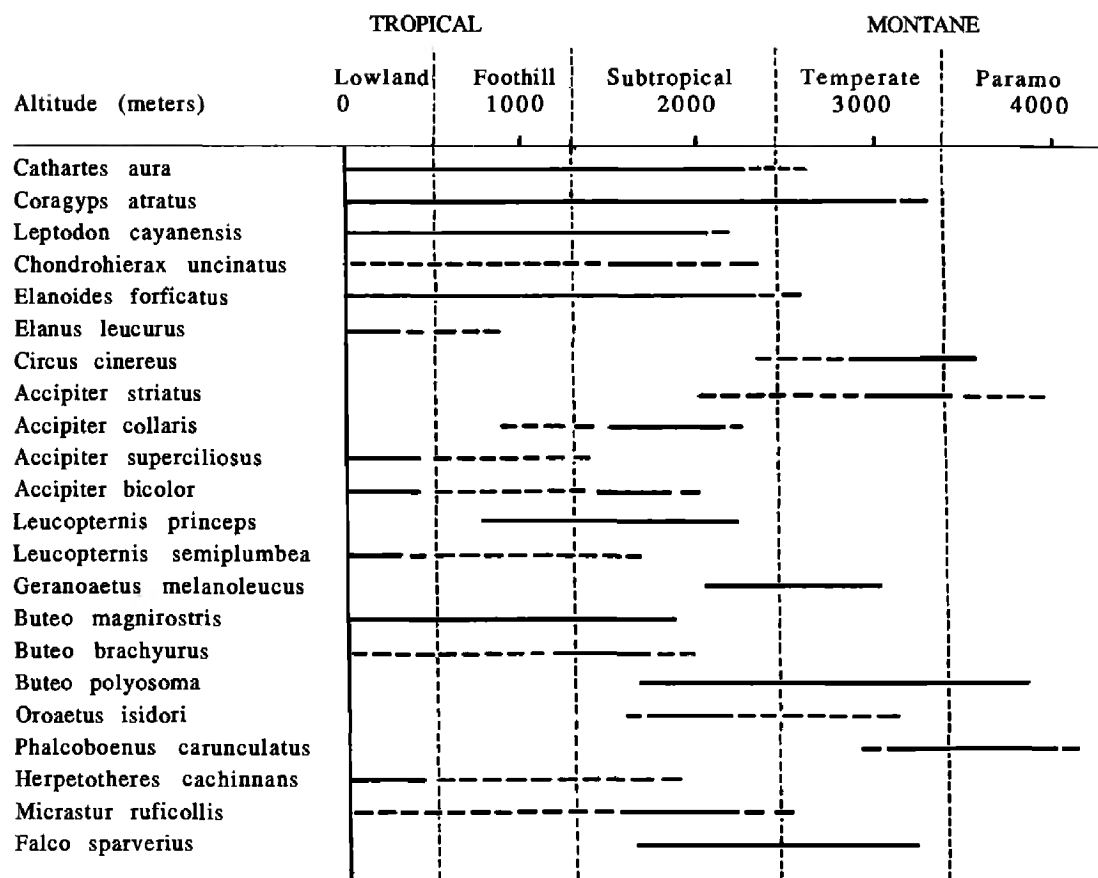 TROPICAL MONTANE
Lowland Foothill Subtropical Temperate Paramo
Altitude (meters) 0 1000 2000 3000 4000
Cathartes aura
Coragyps atratus
Leptodon cayanensis
Chondrohierax uncinatus
Elanoides forficatus
Elanus leucurus
Circus cinereus
Accipiter striatus
Accipiter collaris
Accipiter superciliosus
Accipiter bicolor
Leucopternis princeps
Leucopternis semiplumbea
Geranoaetus melanoleucus
Buteo magnirostris
Buteo brachyurus
Buteo polyosoma
Oroaetus isidori
Phalcoboenus carunculatus
Herpetotheres cachinnans
Micrastur ruficollis
Falco sparverius